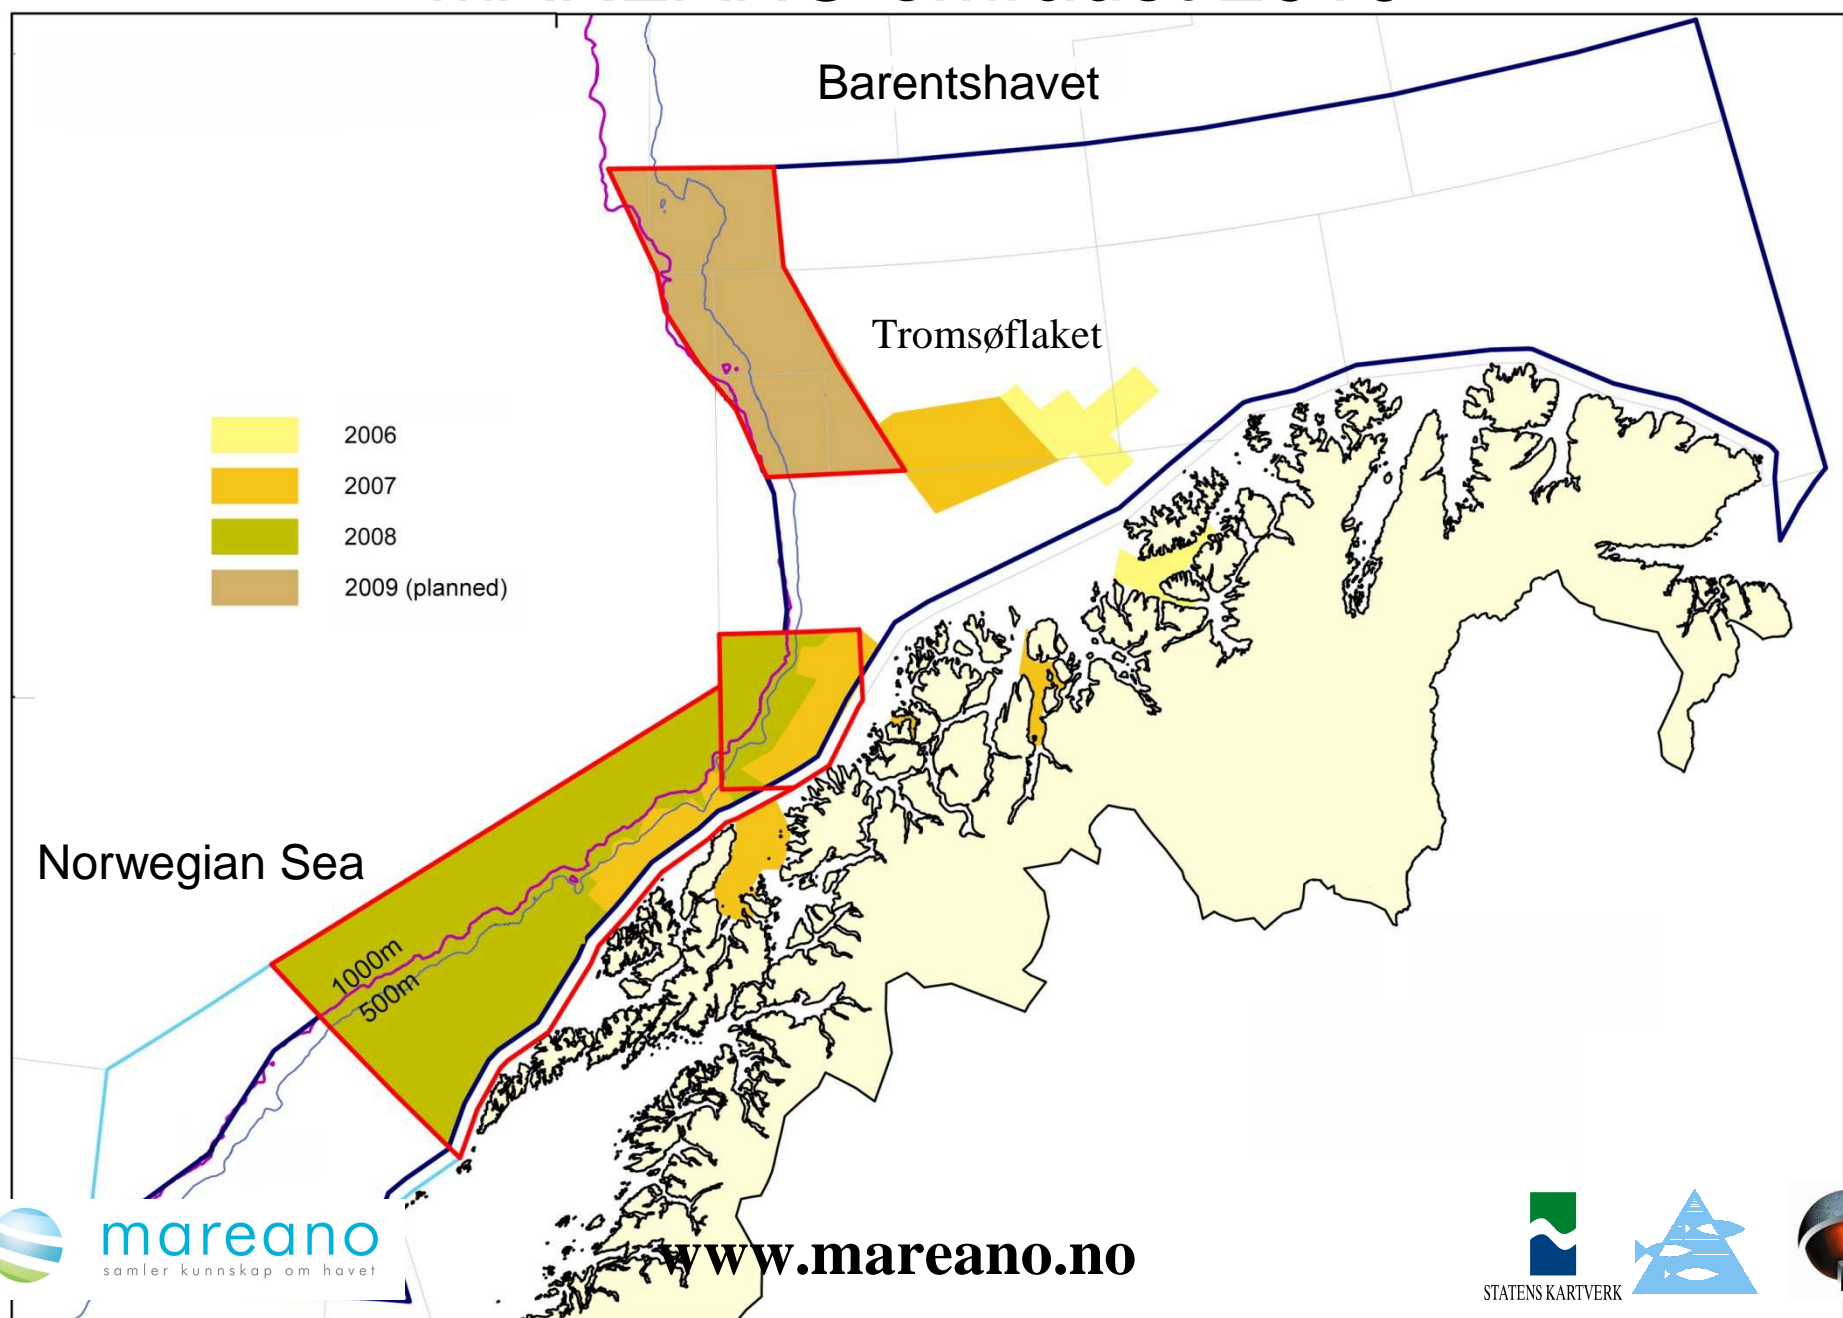 Barentshavet
Tromsøflaket
2006
2007
2008
2009 (planned)
Norwegian Sea
1000m
500m
mareano
samler kunnskap om havet
www.mareano.no
STATENS KARTVERK